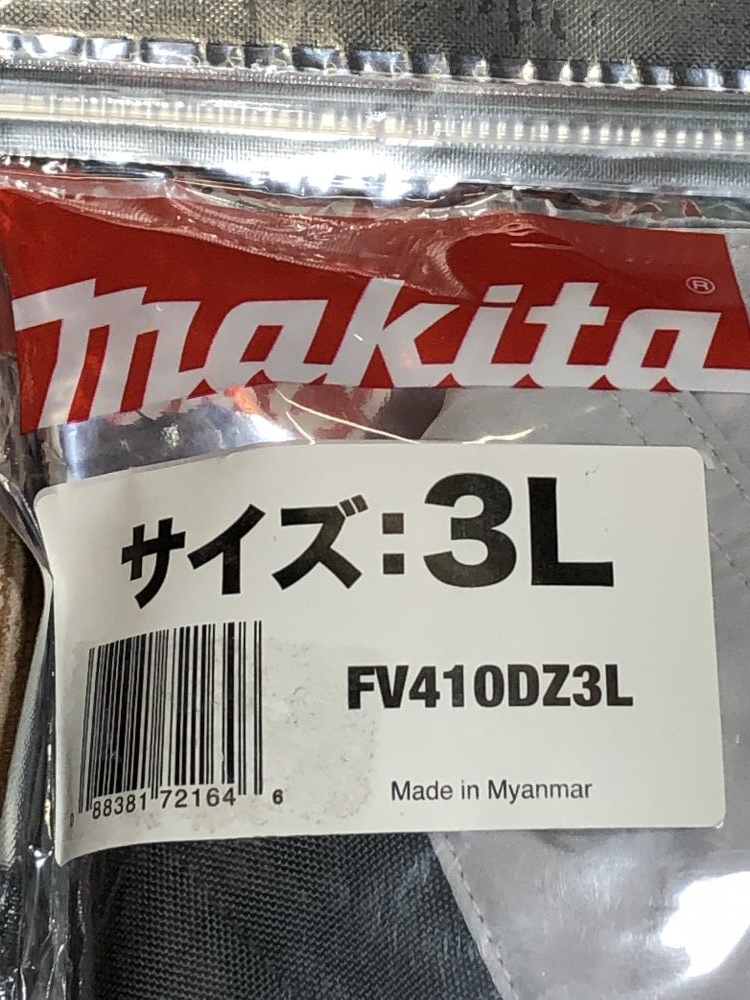 makita®
サイズ:3L
FV410DZ3L
0 88381 72164 6
Made in Myanmar